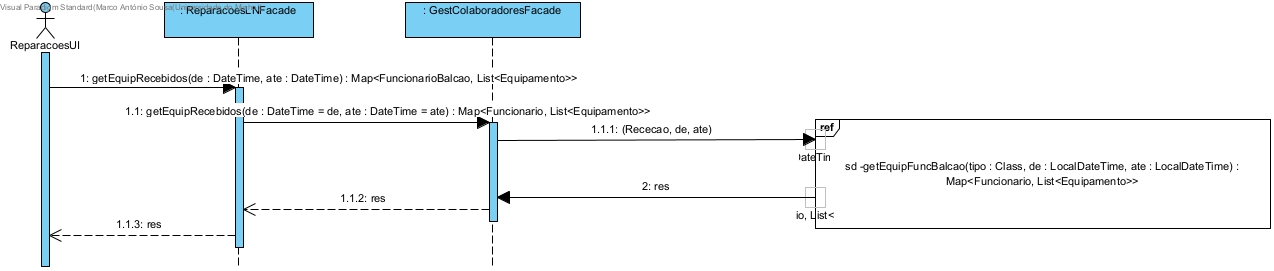 Visual Paradigm Standard(Marco António Sousa(Universidade do Minho))
: ReparacoesLNFacade
: GestColaboradoresFacade
ReparacoesUI
1: getEquipRecebidos(de : DateTime, ate : DateTime) : Map<FuncionarioBalcao, List<Equipamento>>
1.1: getEquipRecebidos(de : DateTime = de, ate : DateTime = ate) : Map<Funcionario, List<Equipamento>>
1.1.1: (Rececao, de, ate)
ref
DateTin
sd -getEquipFuncBalcao(tipo : Class, de : LocalDateTime, ate : LocalDateTime) :
Map<Funcionario, List<Equipamento>>
2: res
1.1.2: res
io, List<
1.1.3: res